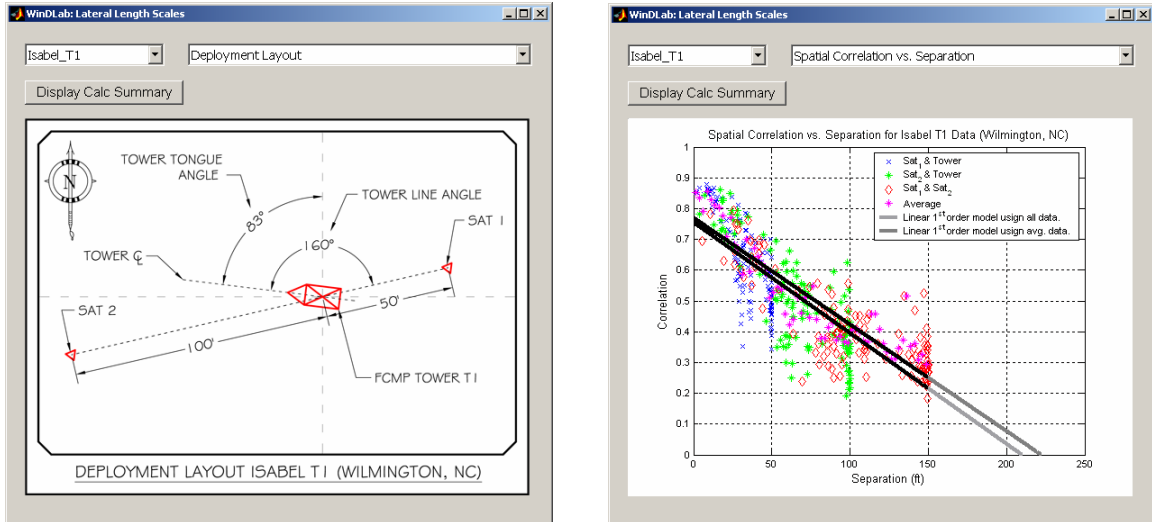 WinDLab: Lateral Length Scales
Isabel_T1
Deployment Layout
Display Calc Summary
N
TOWER TONGUE
ANGLE
TOWER LINE ANGLE
83°
160°
SAT 1
TOWER ℄
50'
SAT 2
100'
FCMP TOWER T1
DEPLOYMENT LAYOUT ISABEL T1 (WILMINGTON, NC)
WinDLab: Lateral Length Scales
Isabel_T1
Spatial Correlation vs. Separation
Display Calc Summary
Spatial Correlation vs. Separation for Isabel T1 Data (Wilmington, NC)
Sat1 & Tower
Sat2 & Tower
Sat1 & Sat2
Average
Linear 1st order model usign all data.
Linear 1st order model usign avg. data.
1
0.9
0.8
0.7
0.6
0.5
0.4
0.3
0.2
0.1
0
Correlation
0
50
100
150
200
250
Separation (ft)